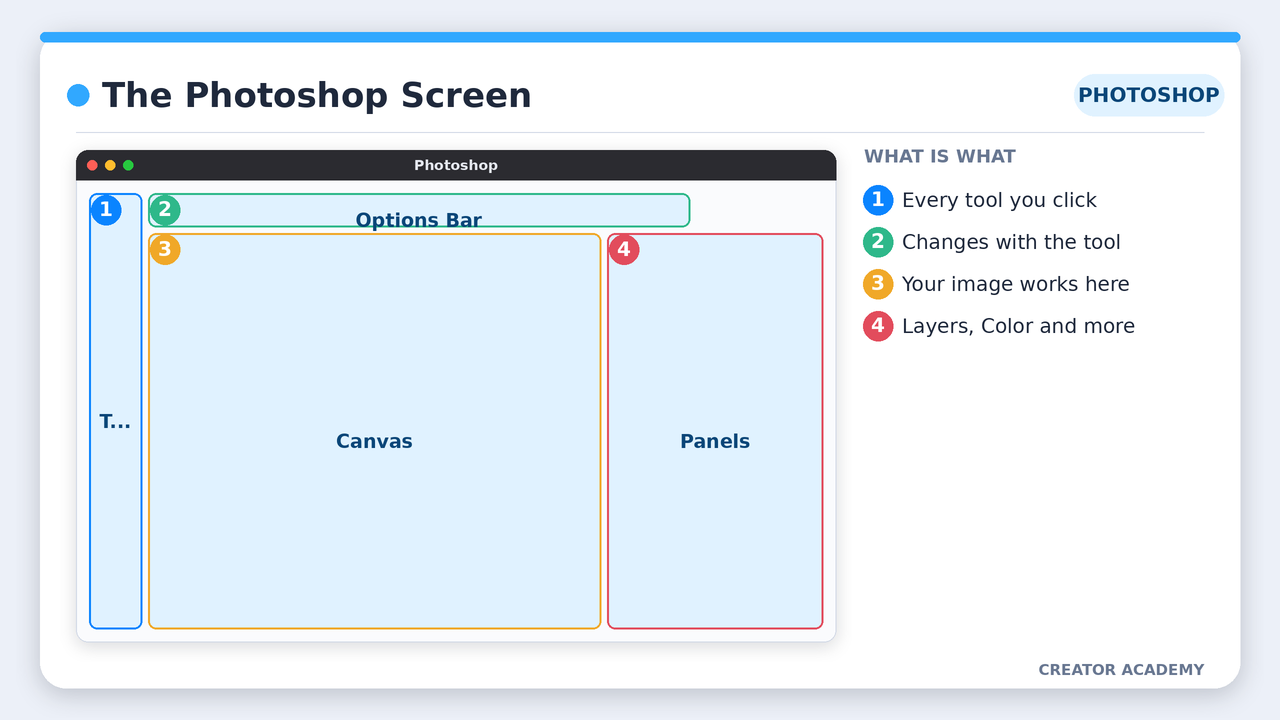 The Photoshop Screen
PHOTOSHOP
Photoshop
1
2
Options Bar
3
4
T...
Canvas
Panels
WHAT IS WHAT
1 Every tool you click
2 Changes with the tool
3 Your image works here
4 Layers, Color and more
CREATOR ACADEMY